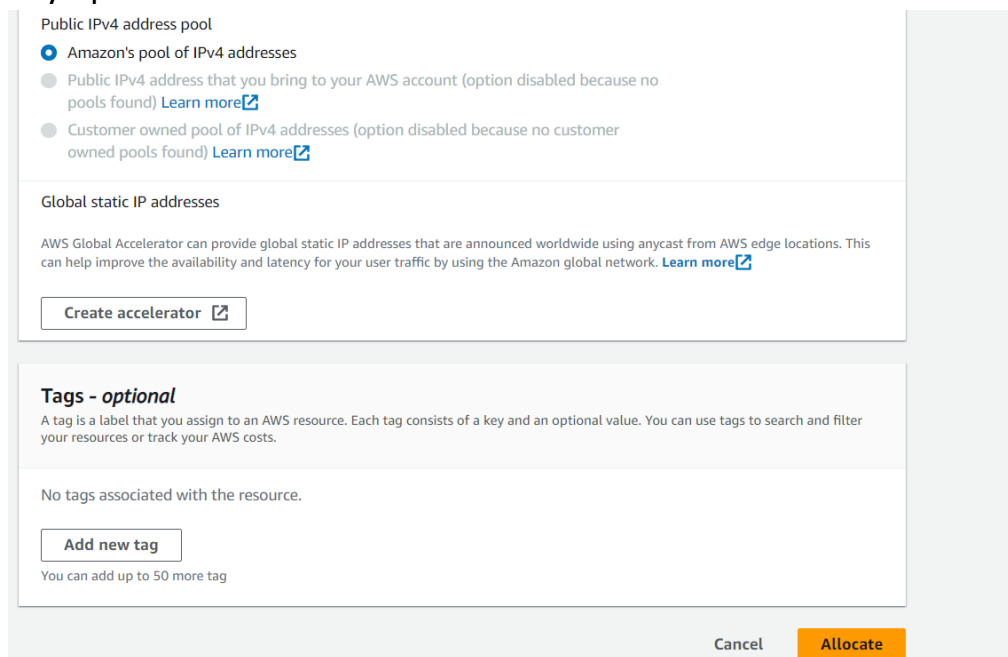 Public IPv4 address pool
Amazon's pool of IPv4 addresses
Public IPv4 address that you bring to your AWS account (option disabled because no
pools found) Learn more
Customer owned pool of IPv4 addresses (option disabled because no customer
owned pools found) Learn more
Global static IP addresses
AWS Global Accelerator can provide global static IP addresses that are announced worldwide using anycast from AWS edge locations. This
can help improve the availability and latency for your user traffic by using the Amazon global network. Learn more
Create accelerator
Tags - optional
A tag is a label that you assign to an AWS resource. Each tag consists of a key and an optional value. You can use tags to search and filter
your resources or track your AWS costs.
No tags associated with the resource.
Add new tag
You can add up to 50 more tag
Cancel Allocate